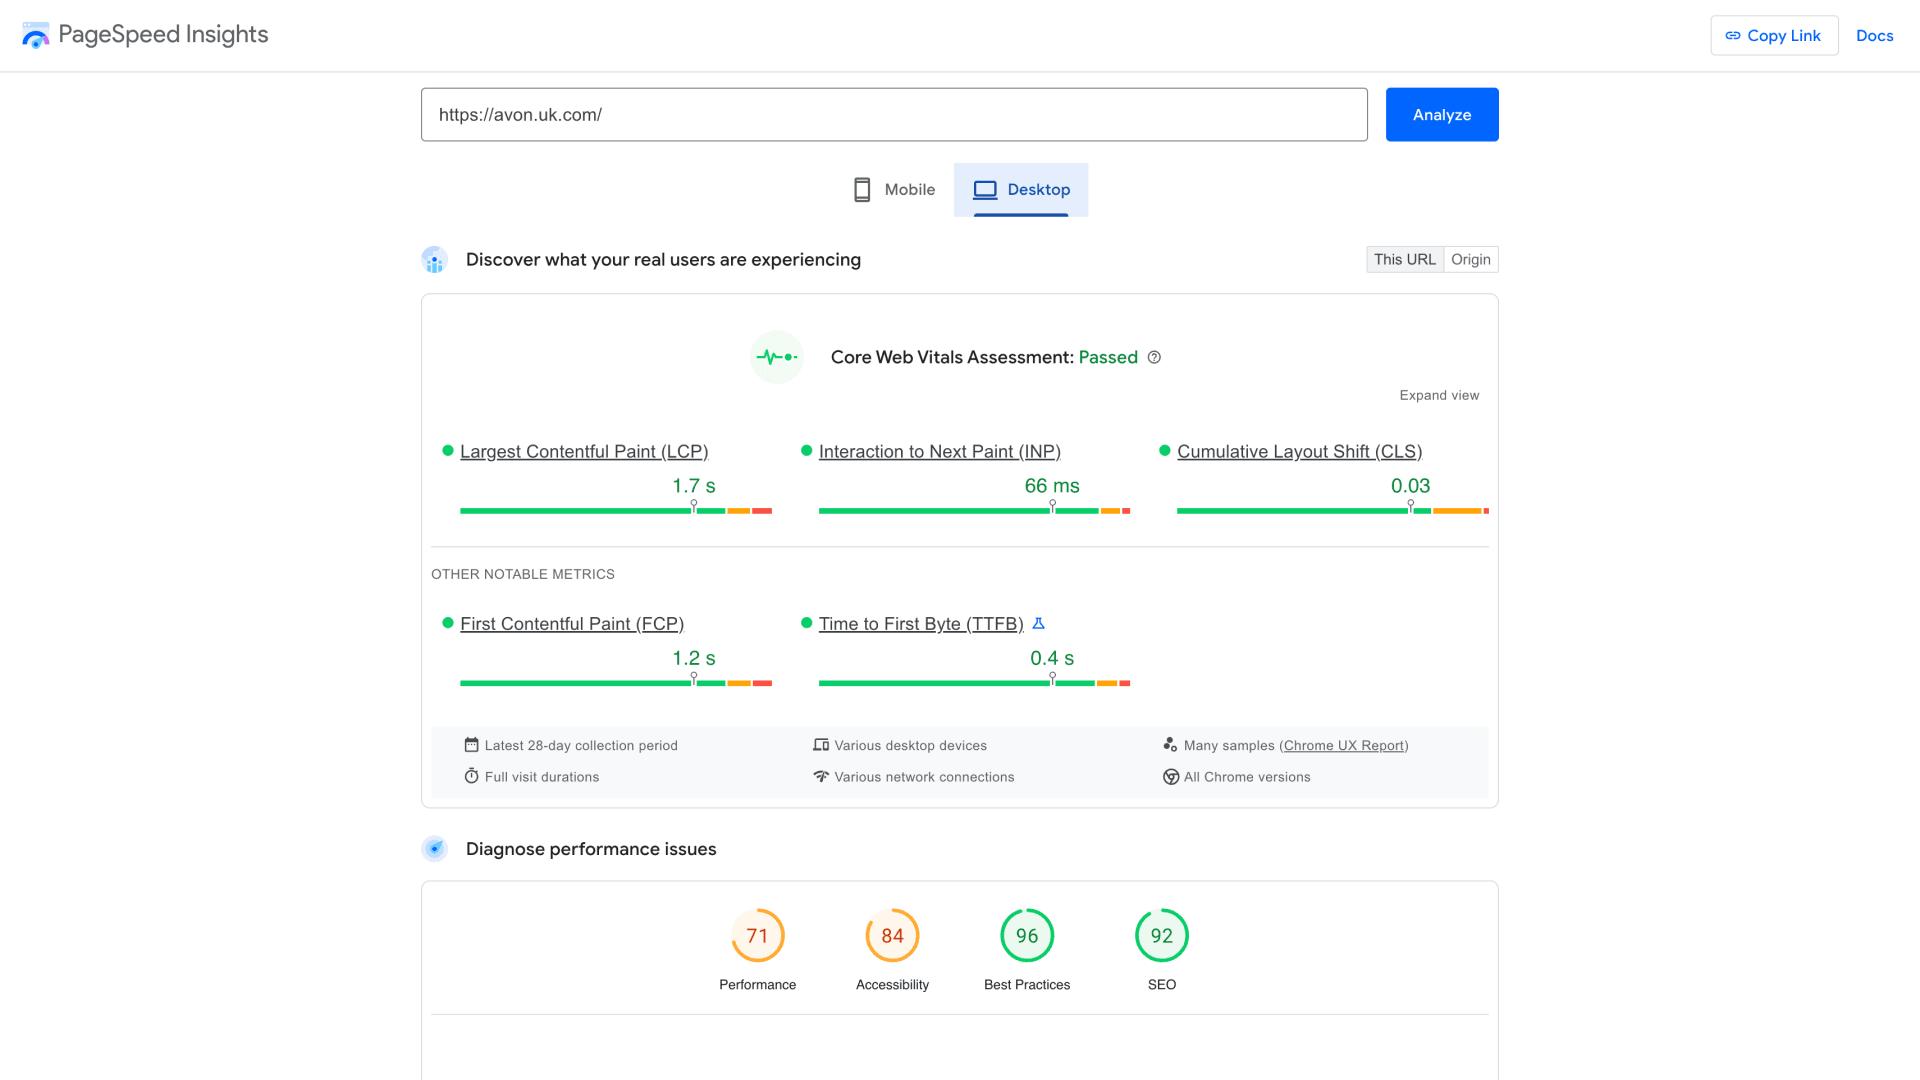 PageSpeed Insights
Copy Link
Docs
https://avon.uk.com/
Analyze
Mobile
Desktop
Discover what your real users are experiencing
This URL
Origin
Core Web Vitals Assessment: Passed
Expand view
Largest Contentful Paint (LCP)
1.7 s
Interaction to Next Paint (INP)
66 ms
Cumulative Layout Shift (CLS)
0.03
OTHER NOTABLE METRICS
First Contentful Paint (FCP)
1.2 s
Time to First Byte (TTFB)
0.4 s
Latest 28-day collection period
Various desktop devices
Many samples (Chrome UX Report)
Full visit durations
Various network connections
All Chrome versions
Diagnose performance issues
71
Performance
84
Accessibility
96
Best Practices
92
SEO